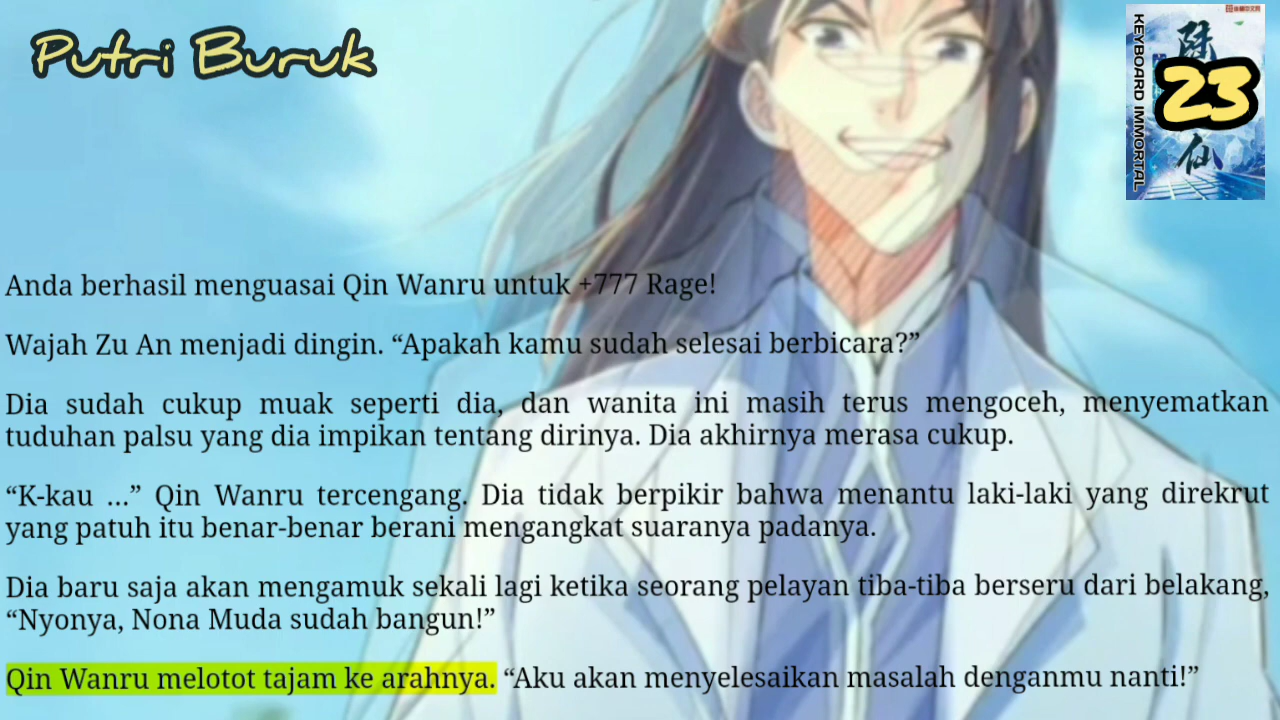 Putri Buruk
KEYBOARD IMMORTAL
陆
23
仙
Anda berhasil menguasai Qin Wanru untuk +777 Rage!
Wajah Zu An menjadi dingin. “Apakah kamu sudah selesai berbicara?”
Dia sudah cukup muak seperti dia, dan wanita ini masih terus mengoceh, menyematkan
tuduhan palsu yang dia impikan tentang dirinya. Dia akhirnya merasa cukup.
“K-kau ...” Qin Wanru tercengang. Dia tidak berpikir bahwa menantu laki-laki yang direkrut
yang patuh itu benar-benar berani mengangkat suaranya padanya.
Dia baru saja akan mengamuk sekali lagi ketika seorang pelayan tiba-tiba berseru dari belakang,
“Nyonya, Nona Muda sudah bangun!”
Qin Wanru melotot tajam ke arahnya. “Aku akan menyelesaikan masalah denganmu nanti!”